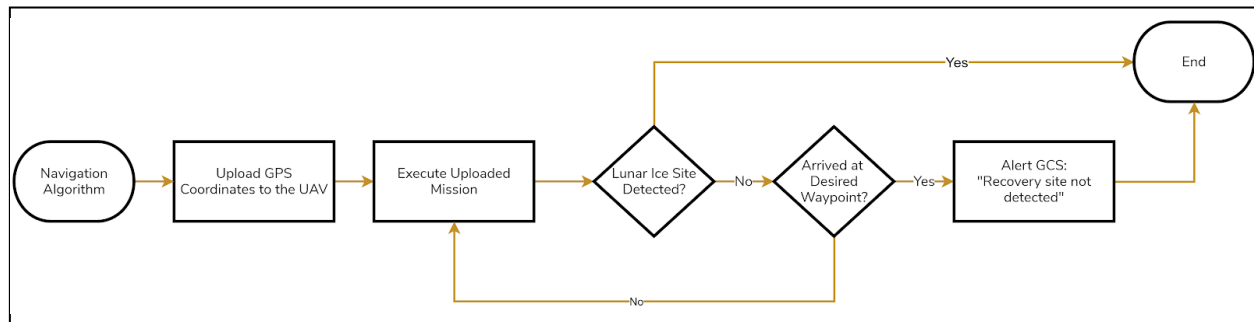 Yes
End
Navigation
Algorithm
Upload GPS
Coordinates to the UAV
Execute Uploaded
Mission
Lunar Ice Site
Detected?
No
Arrived at
Desired
Waypoint?
Yes
Alert GCS:
"Recovery site not
detected"
No